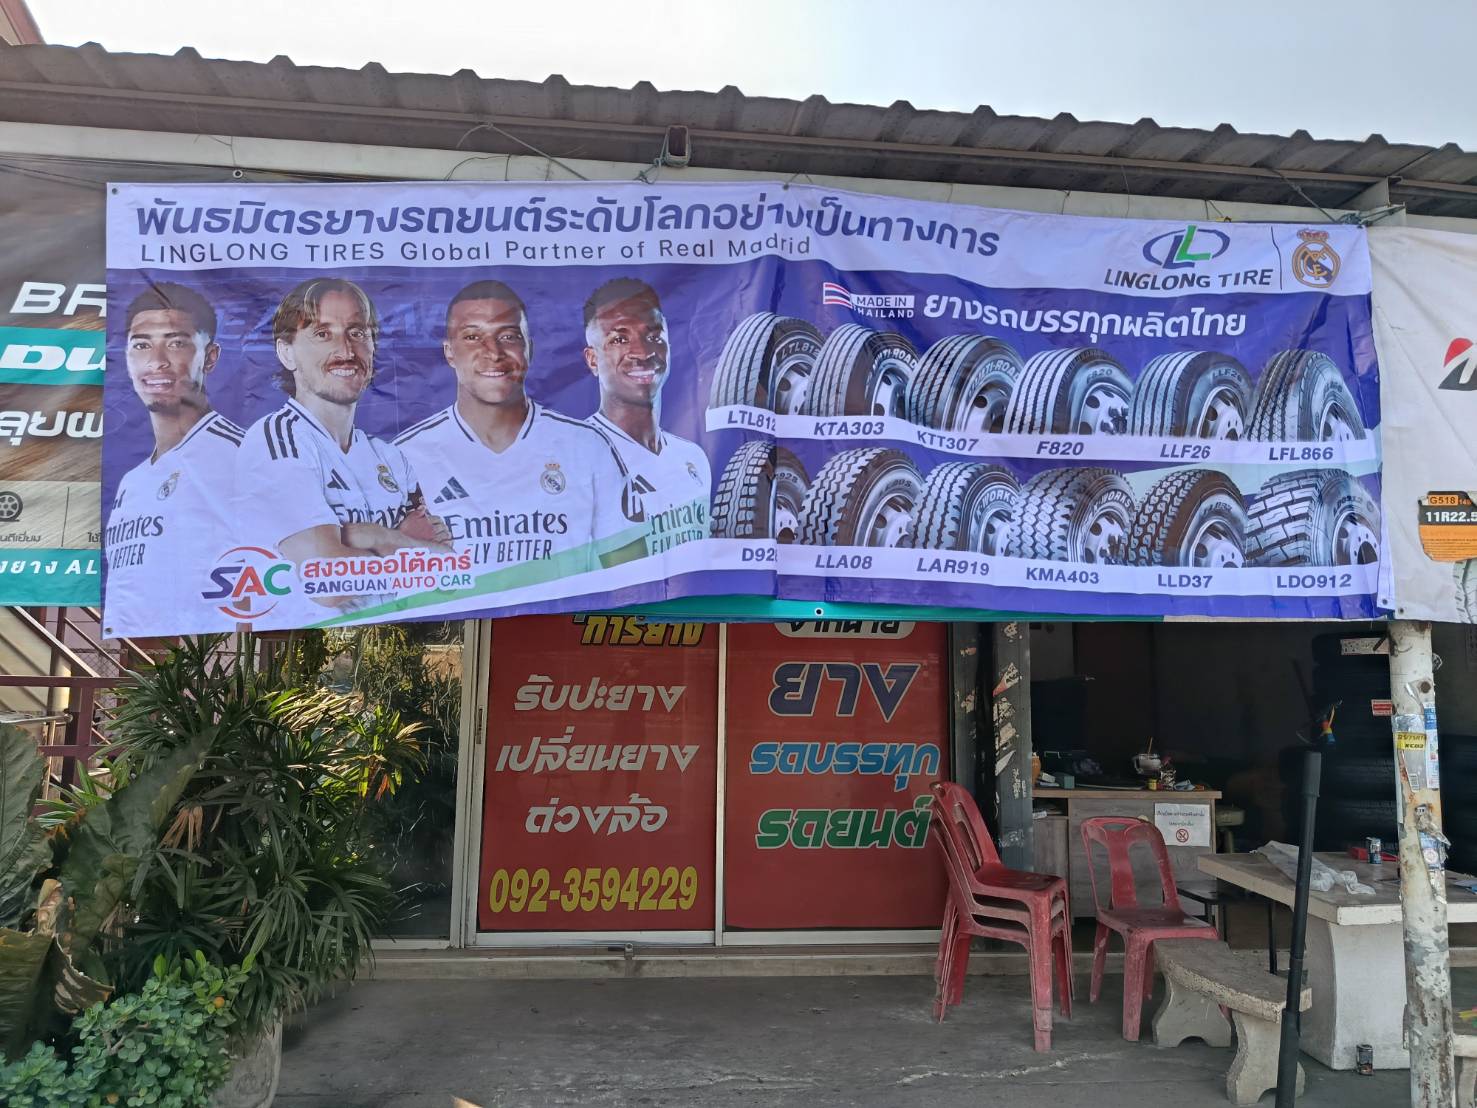 พันธมิตรยางรถยนต์ระดับโลกอย่างเป็นทางการ
LINGLONG TIRES Global Partner of Real Madrid
LINGLONG TIRE
MADE IN THAILAND
ยางรถบรรทุกผลิตไทย
LTL812
KTA303
KTT307
F820
LLF26
LFL866
D928
LLA08
LAR919
KMA403
LLD37
LDO912
Emirates
FLY BETTER
SAC
สงวนออโต้คาร์
SANGUAN AUTO CAR
รับปะยาง
เปลี่ยนยาง
ถ่วงล้อ
092-3594229
ยาง
รถบรรทุก
รถยนต์
G518
11R22.5